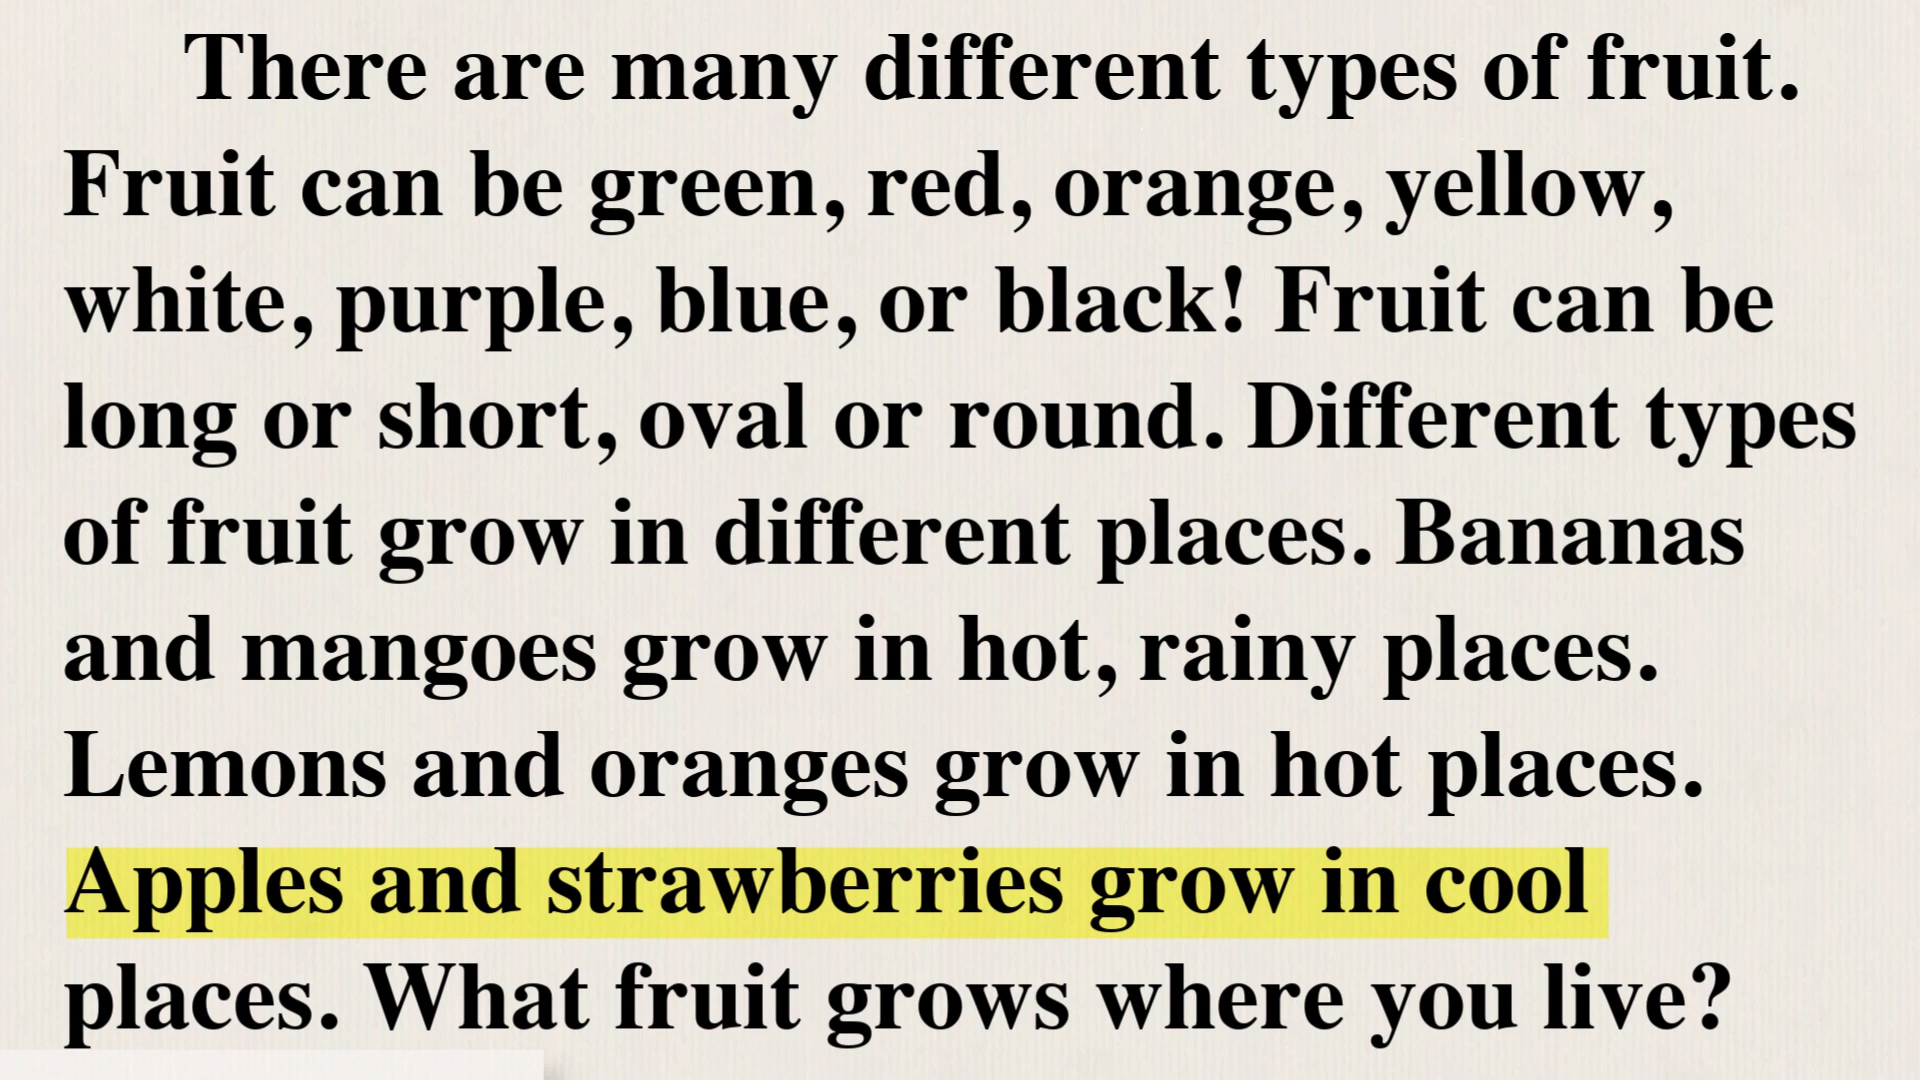 There are many different types of fruit.
Fruit can be green, red, orange, yellow,
white, purple, blue, or black! Fruit can be
long or short, oval or round. Different types
of fruit grow in different places. Bananas
and mangoes grow in hot, rainy places.
Lemons and oranges grow in hot places.
Apples and strawberries grow in cool
places. What fruit grows where you live?